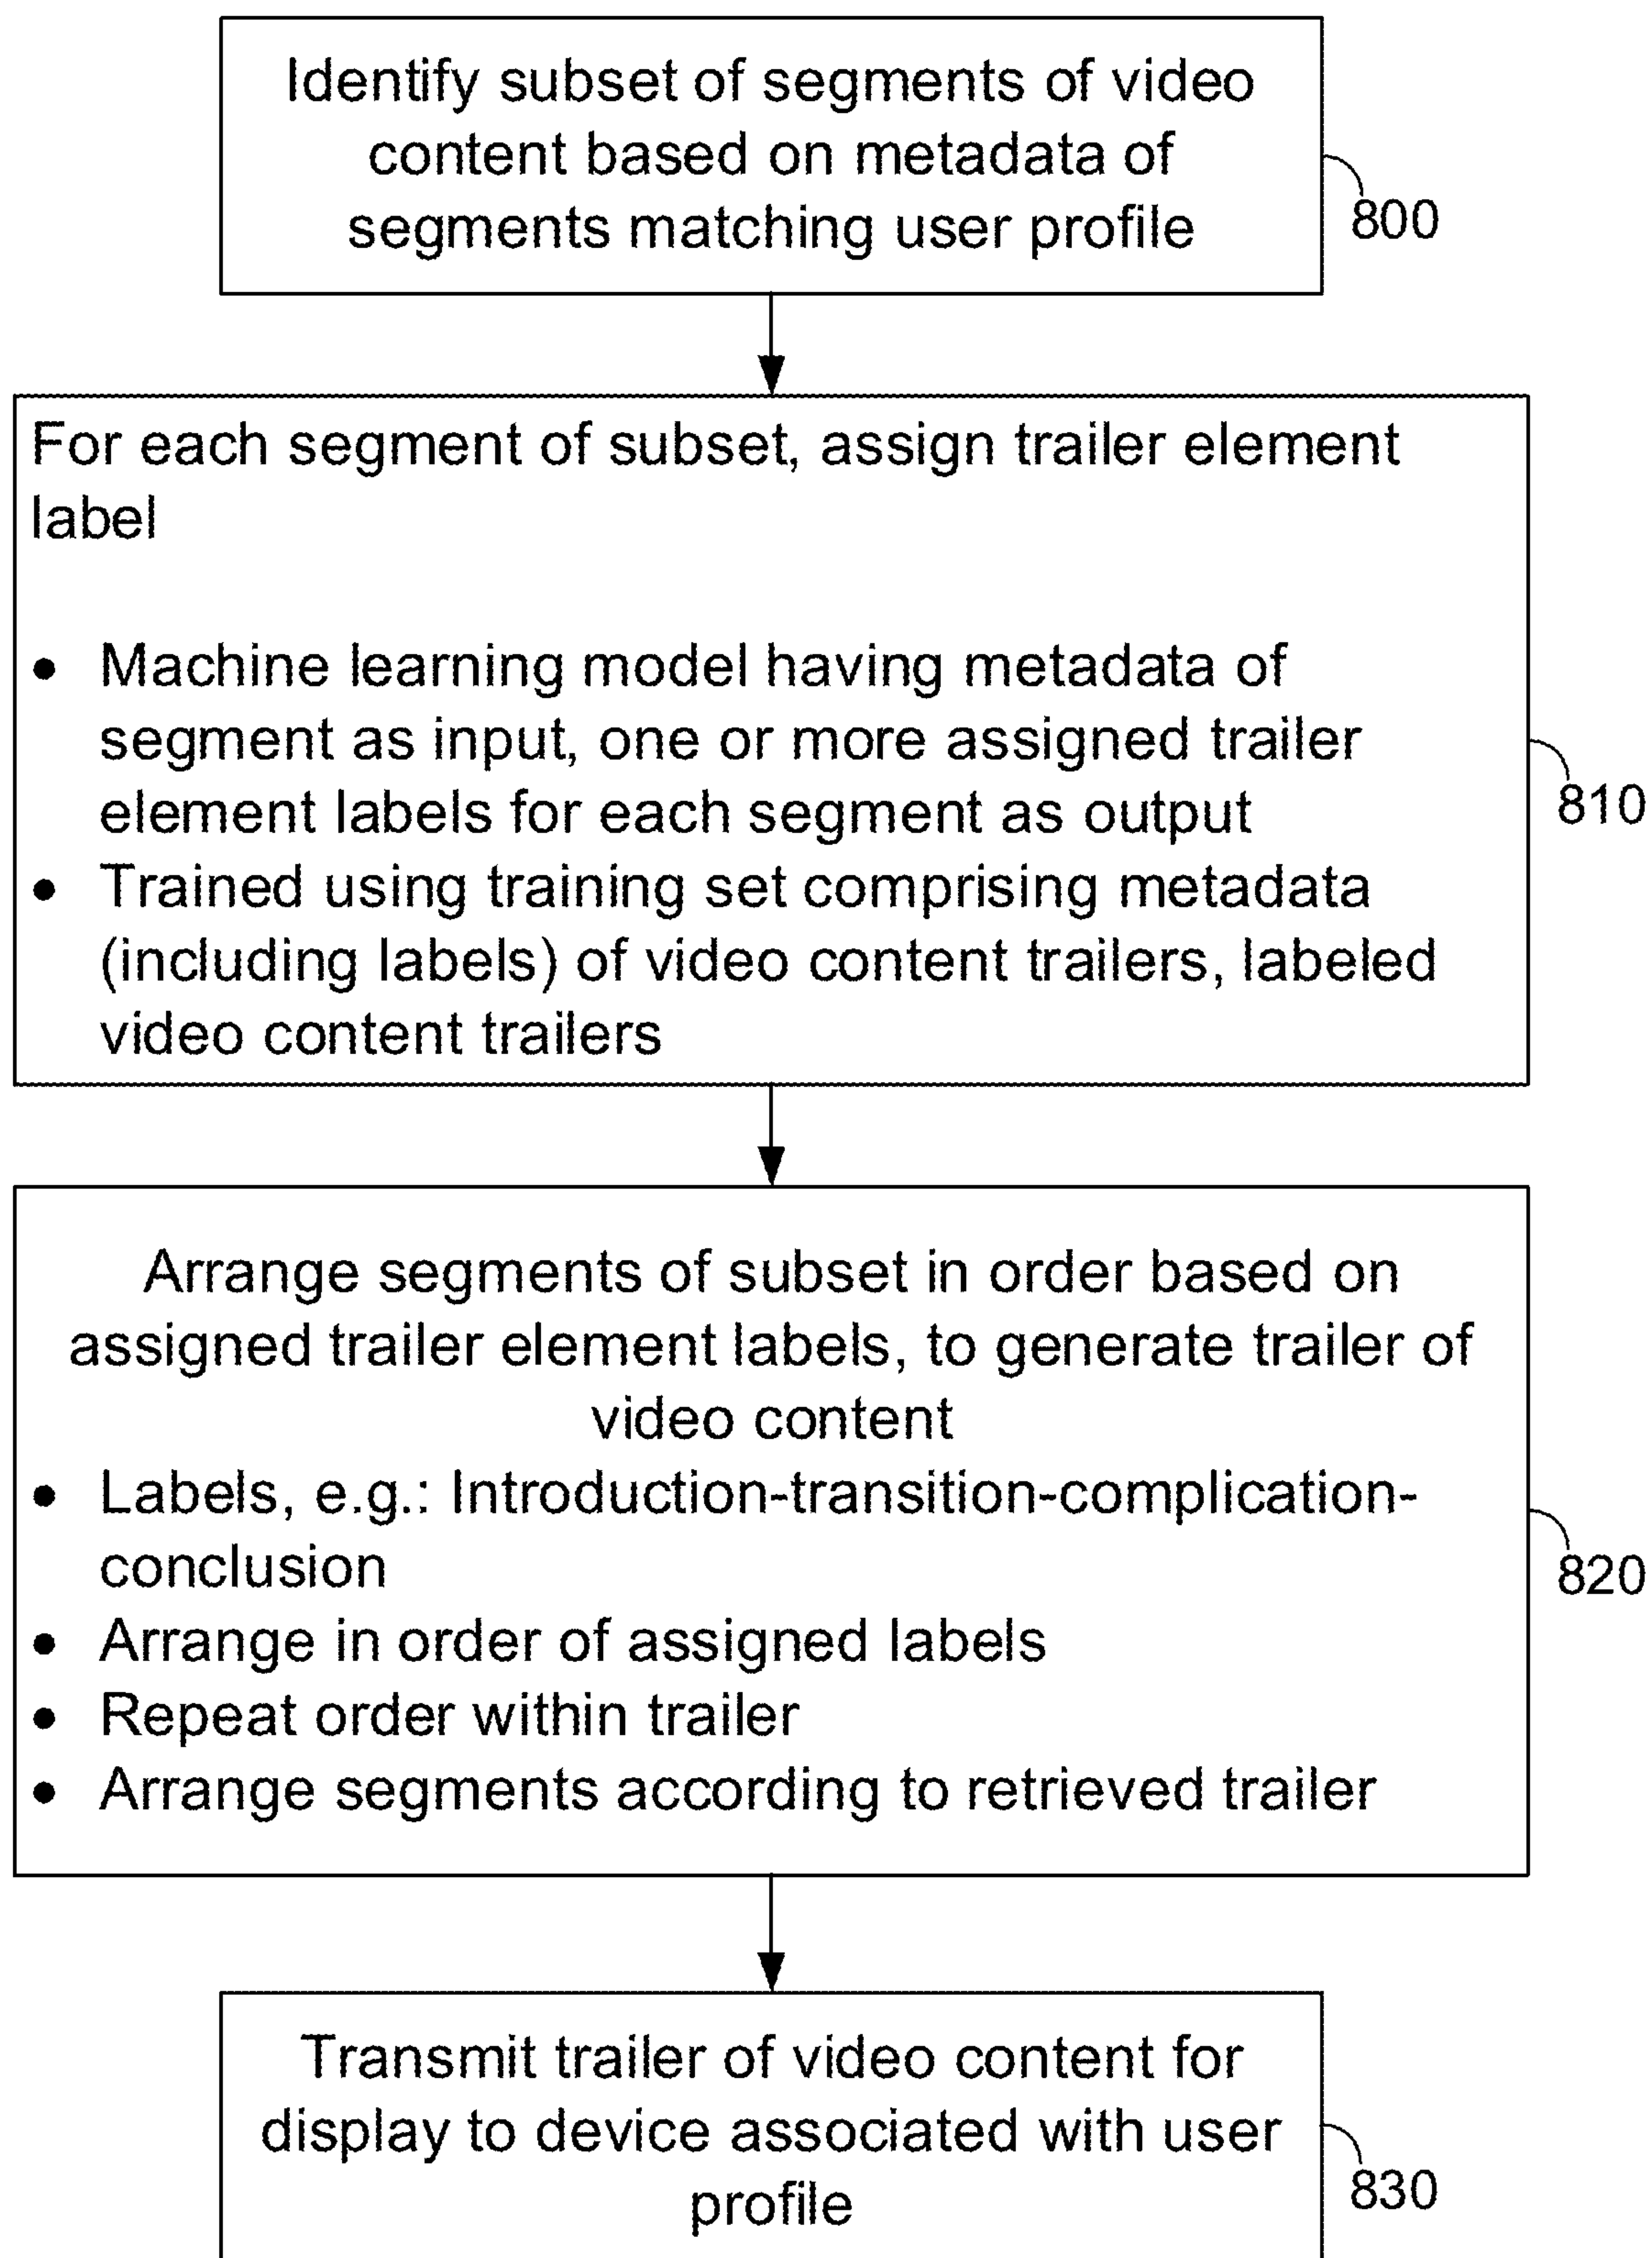 Identify subset of segments of video
content based on metadata of
segments matching user profile
800
For each segment of subset, assign trailer element
label
• Machine learning model having metadata of
segment as input, one or more assigned trailer
element labels for each segment as output
• Trained using training set comprising metadata
(including labels) of video content trailers, labeled
video content trailers
810
Arrange segments of subset in order based on
assigned trailer element labels, to generate trailer of
video content
• Labels, e.g.: Introduction-transition-complication-
conclusion
• Arrange in order of assigned labels
• Repeat order within trailer
• Arrange segments according to retrieved trailer
820
Transmit trailer of video content for
display to device associated with user
profile
830